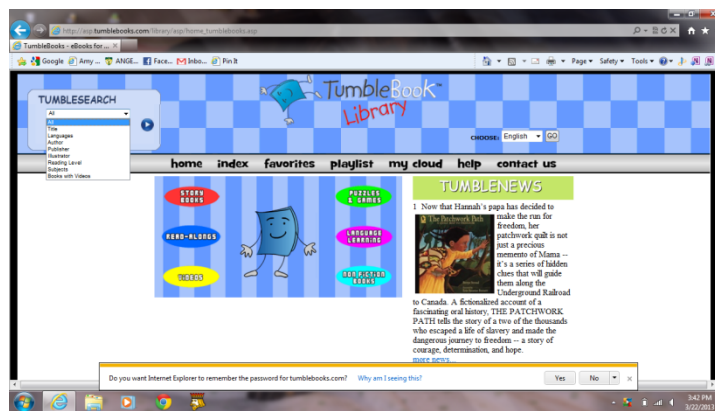 http://asp.tumblebooks.com/library/asp/home_tumblebooks.asp
TumbleBooks - eBooks for ...
Google Amy ... ANGE... Face... Inbo... Pin It
Page Safety Tools
TUMBLESEARCH
All
All
Title
Languages
Author
Publisher
Illustrator
Reading Level
Subjects
Books with Videos
TumbleBook
Library
CHOOSE: English GO
home index favorites playlist my cloud help contact us
STORY
BOOKS
READ-ALONGS
VIDEOS
PUZZLES
& GAMES
LANGUAGE
LEARNING
NON FICTION
BOOKS
TUMBLENEWS
1 Now that Hannah's papa has decided to
make the run for
freedom, her
patchwork quilt is not
just a precious
memento of Mama --
it's a series of hidden
clues that will guide
them along the
Underground Railroad
to Canada. A fictionalized account of a
fascinating oral history, THE PATCHWORK
PATH tells the story of a two of the thousands
who escaped a life of slavery and made the
dangerous journey to freedom -- a story of
courage, determination, and hope.
more news...
The Patchwork Path
Do you want Internet Explorer to remember the password for tumblebooks.com? Why am I seeing this?
Yes No
3:42 PM